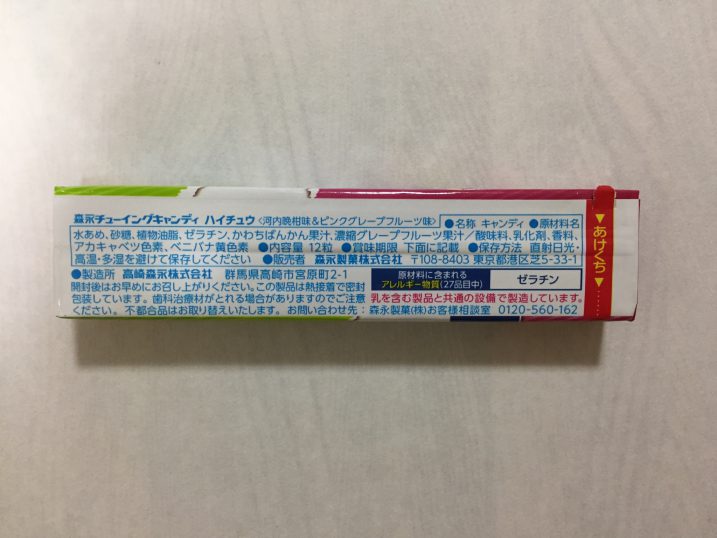 森永チューイングキャンディ ハイチュウ〈河内晩柑味&ピンクグレープフルーツ味〉 ●名称 キャンディ ●原材料名
水あめ、砂糖、植物油脂、ゼラチン、かわちばんかん果汁、濃縮グレープフルーツ果汁／酸味料、乳化剤、香料、
アカキャベツ色素、ベニバナ黄色素 ●内容量 12粒 ●賞味期限 下面に記載 ●保存方法 直射日光・
高温・多湿を避けて保存してください ●販売者 森永製菓株式会社 〒108-8403 東京都港区芝5-33-1
●製造所 高崎森永株式会社 群馬県高崎市宮原町2-1
開封後はお早めにお召し上がりください。この製品は熱接着で密封
包装しています。歯科治療材がとれる場合がありますのでご注意
ください。不都合品はお取り替えいたします。お問い合わせ先：森永製菓(株)お客様相談室 0120-560-162
原材料に含まれる
アレルギー物質(27品目中)
ゼラチン
乳を含む製品と共通の設備で製造しています。
▼あけくち▼